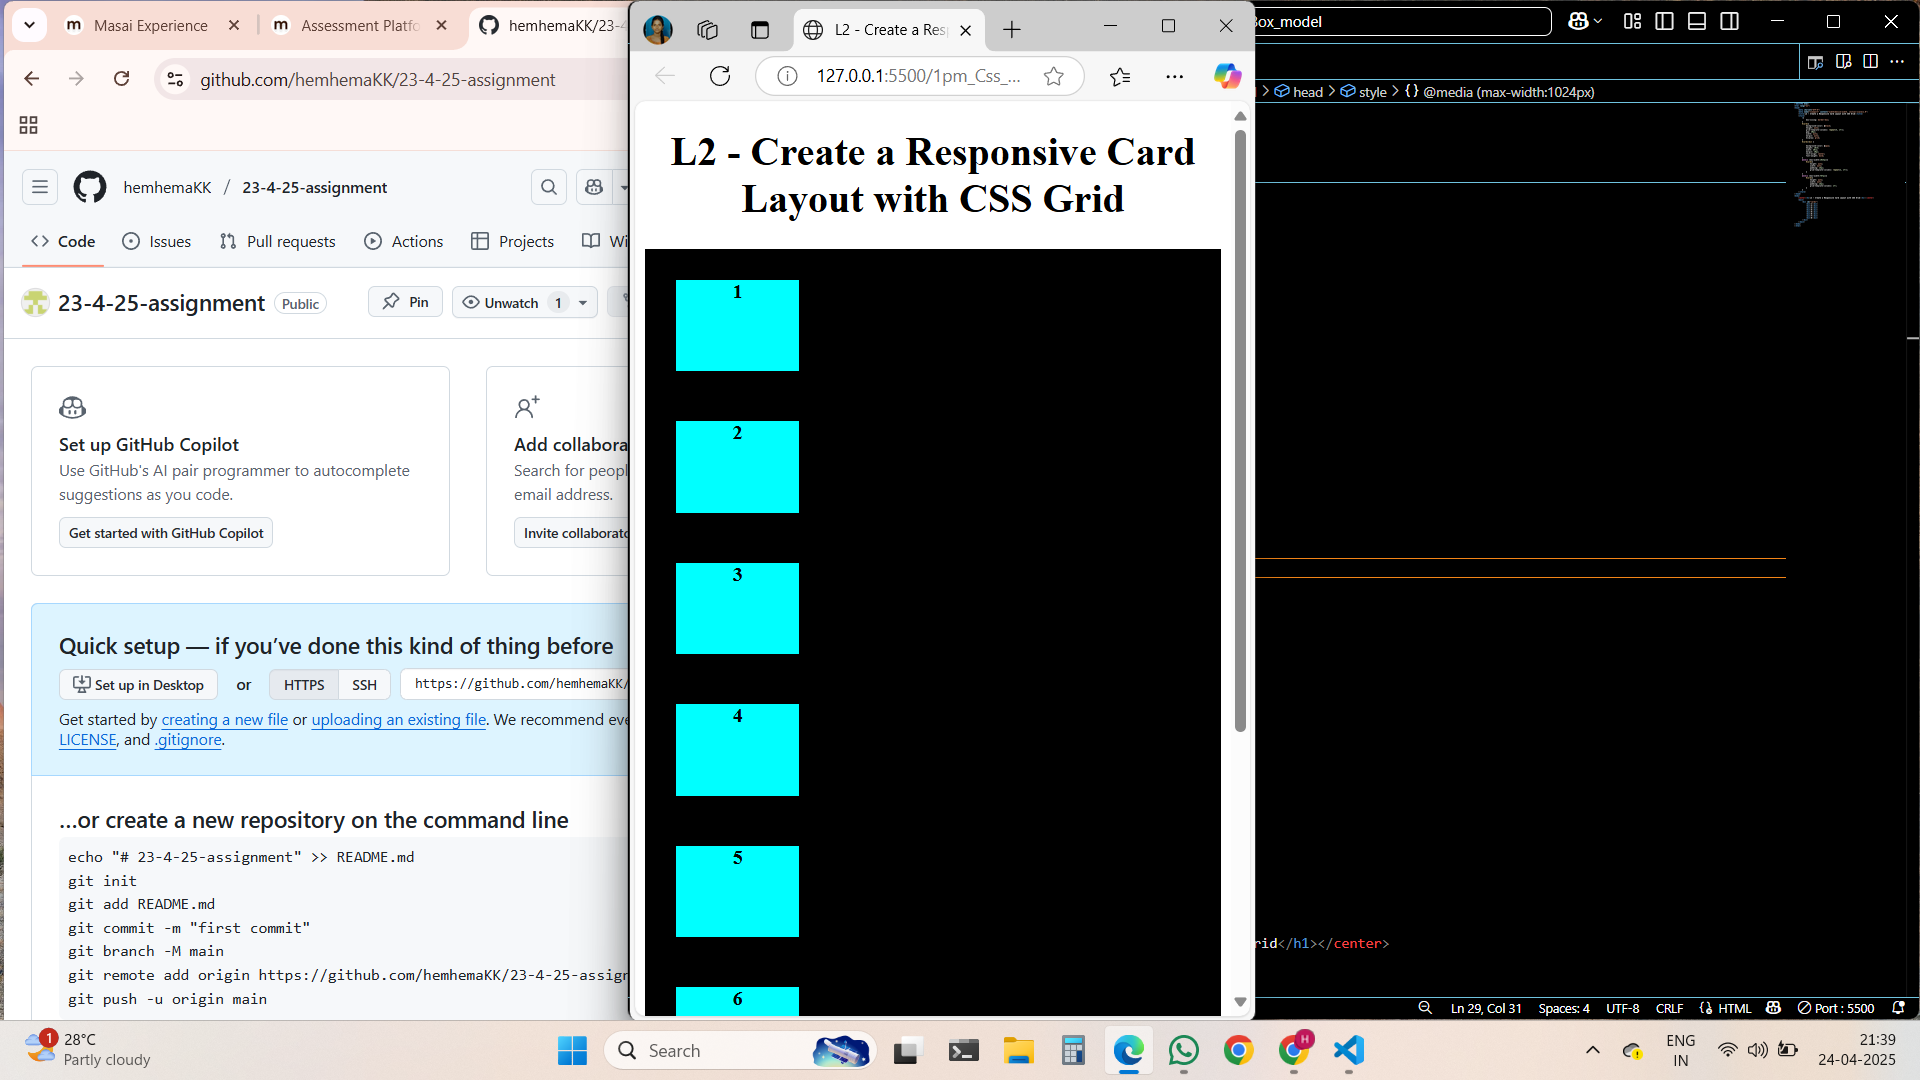 Masai Experience
Assessment Platfo
hemhemaKK/23-4-
github.com/hemhemaKK/23-4-25-assignment
hemhemaKK / 23-4-25-assignment
Code
Issues
Pull requests
Actions
Projects
Wi
23-4-25-assignment
Public
Pin
Unwatch 1
Set up GitHub Copilot
Use GitHub's AI pair programmer to autocomplete
suggestions as you code.
Get started with GitHub Copilot
Add collabora
Search for peopl
email address.
Invite collaborato
Quick setup — if you've done this kind of thing before
Set up in Desktop
or
HTTPS
SSH
https://github.com/hemhemaKK/
Get started by creating a new file or uploading an existing file. We recommend eve
LICENSE, and .gitignore.
...or create a new repository on the command line
echo "# 23-4-25-assignment" >> README.md
git init
git add README.md
git commit -m "first commit"
git branch -M main
git remote add origin https://github.com/hemhemaKK/23-4-25-assign
git push -u origin main
L2 - Create a Res
127.0.0.1:5500/1pm_Css_...
L2 - Create a Responsive Card
Layout with CSS Grid
1
2
3
4
5
6
Box_model
head
style
{} @media (max-width:1024px)
rid</h1></center>
Ln 29, Col 31
Spaces: 4
UTF-8
CRLF
HTML
Port : 5500
1
28°C
Partly cloudy
Search
H
ENG
IN
21:39
24-04-2025